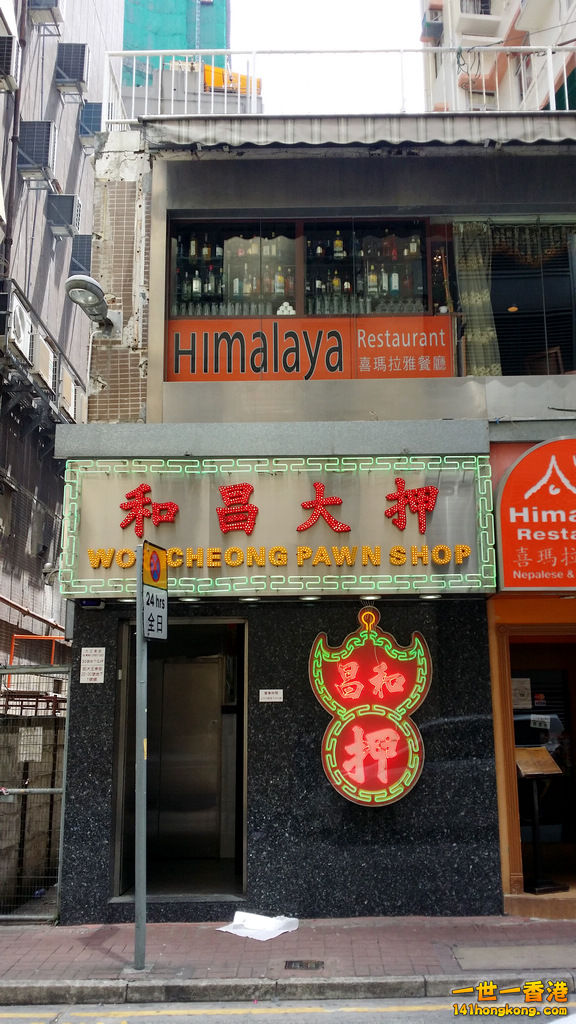 Himalaya
Restaurant
喜瑪拉雅餐廳
和昌大押
CHEONG PAWN SHOP
24 hrs
全日
昌和
押
Hima
Resta
喜瑪拉
Nepalese &
一世一香港
141hongkong.com